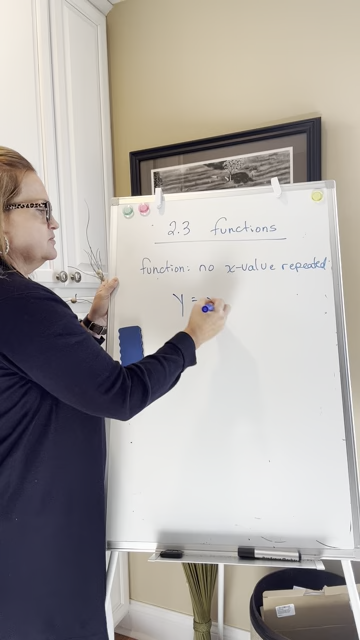 2.3 functions
function: no x-value repeated
y =